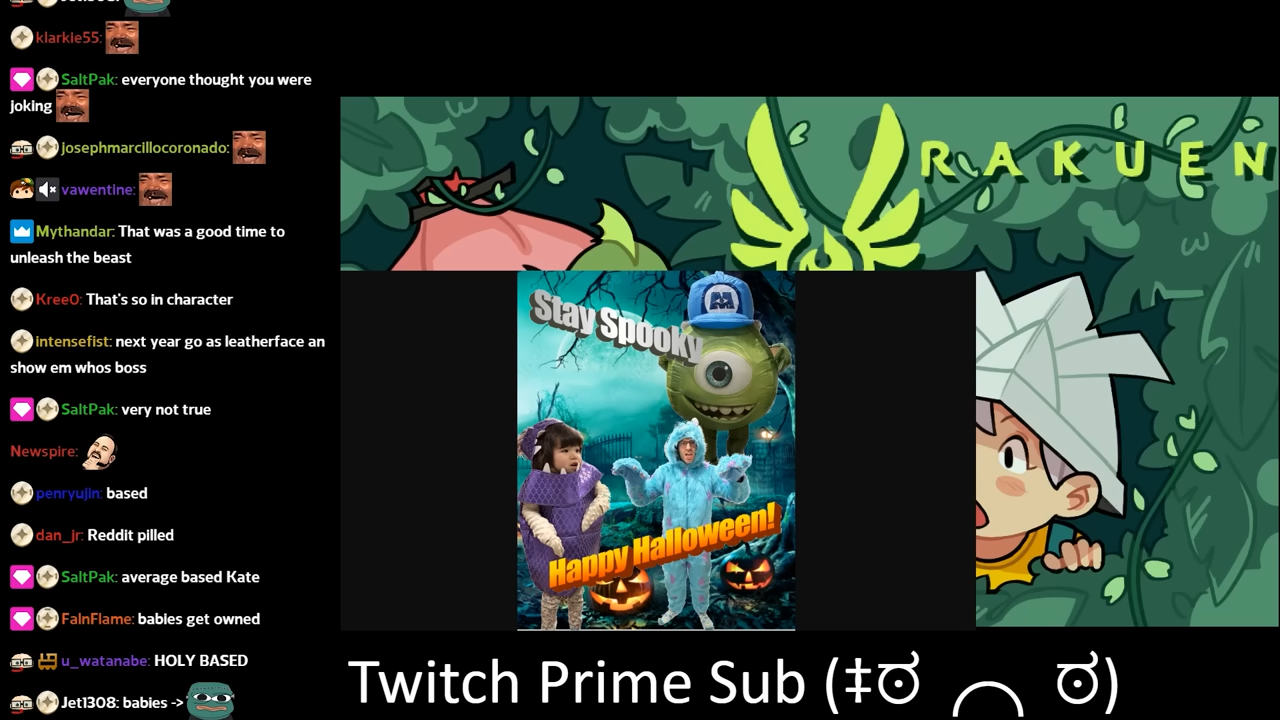 klarkie55:
SaltPak: everyone thought you were
joking
josephmarcillocoronado:
vawentine:
Mythandar: That was a good time to
unleash the beast
KreeO: That's so in character
intensefist: next year go as leatherface an
show em whos boss
SaltPak: very not true
Newspire:
penryujin: based
dan_jr: Reddit pilled
SaltPak: average based Kate
FaInFlame: babies get owned
u_watanabe: HOLY BASED
Jet1308: babies ->
RAKUEN
Stay Spooky
Happy Halloween!
Twitch Prime Sub (‡ಠ ⁔ ಠ)